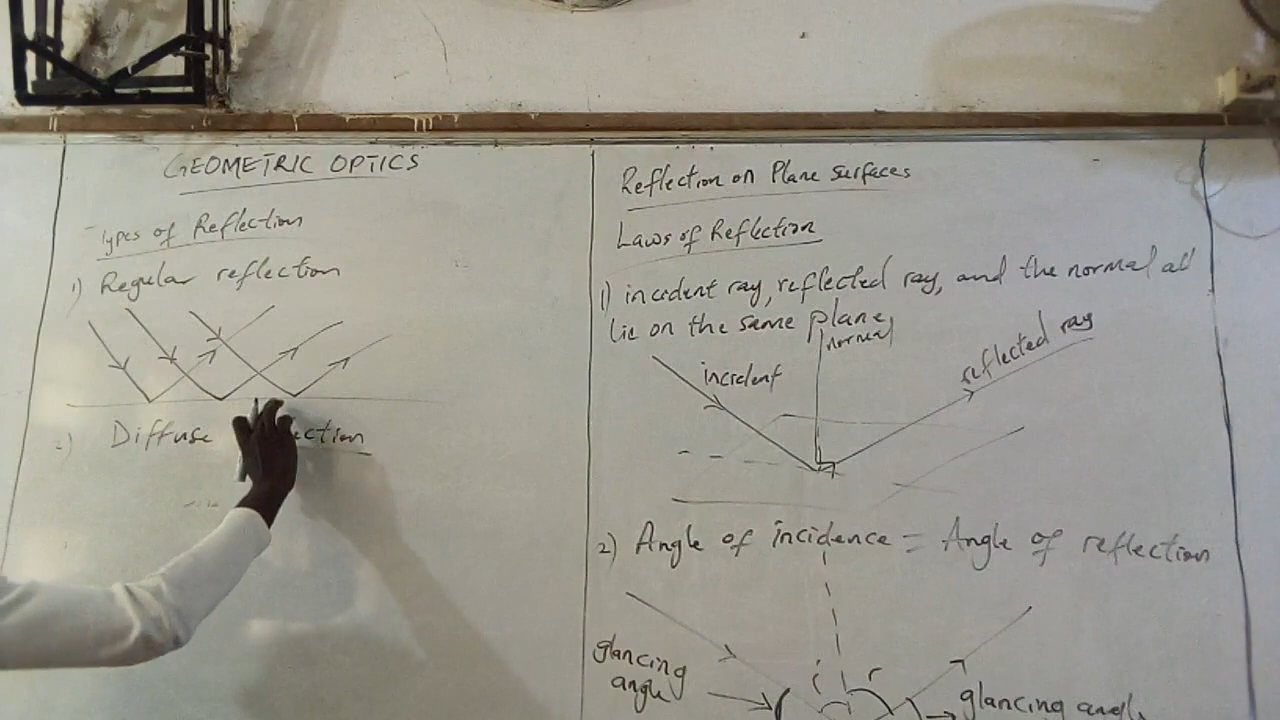 GEOMETRIC OPTICS
Types of Reflection
1) Regular reflection
2) Diffuse ection
Reflection on Plane Surfaces
Laws of Reflection
1) incident ray, reflected ray, and the normal all
lie on the same plane,
normal
incident
reflected ray
2) Angle of incidence = Angle of reflection
glancing
angle
i
r
glancing angle